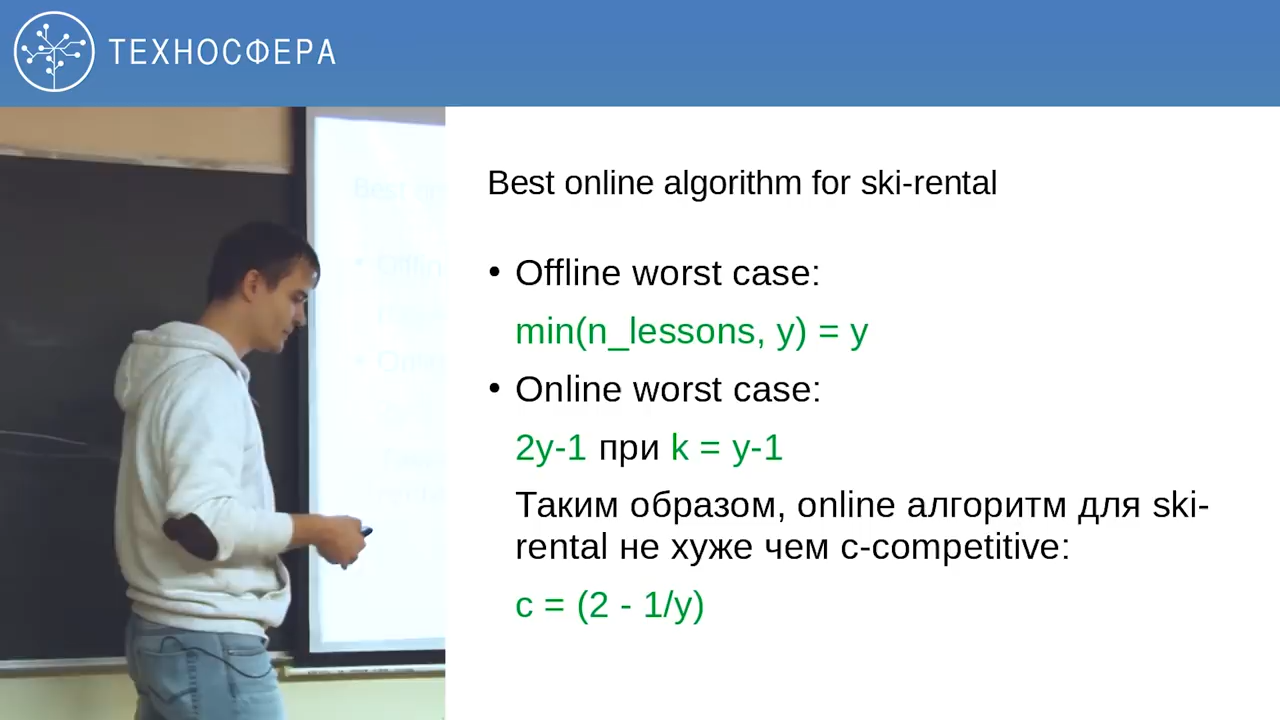 ТЕХНОСФЕРА
Best online algorithm for ski-rental
• Offline worst case:
min(n_lessons, y) = y
• Online worst case:
2y-1 при k = y-1
Таким образом, online алгоритм для ski-
rental не хуже чем c-competitive:
c = (2 - 1/y)